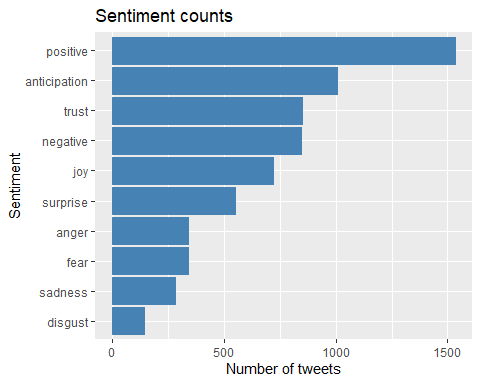 Sentiment counts
Sentiment
positive
anticipation
trust
negative
joy
surprise
anger
fear
sadness
disgust
0 500 1000 1500
Number of tweets